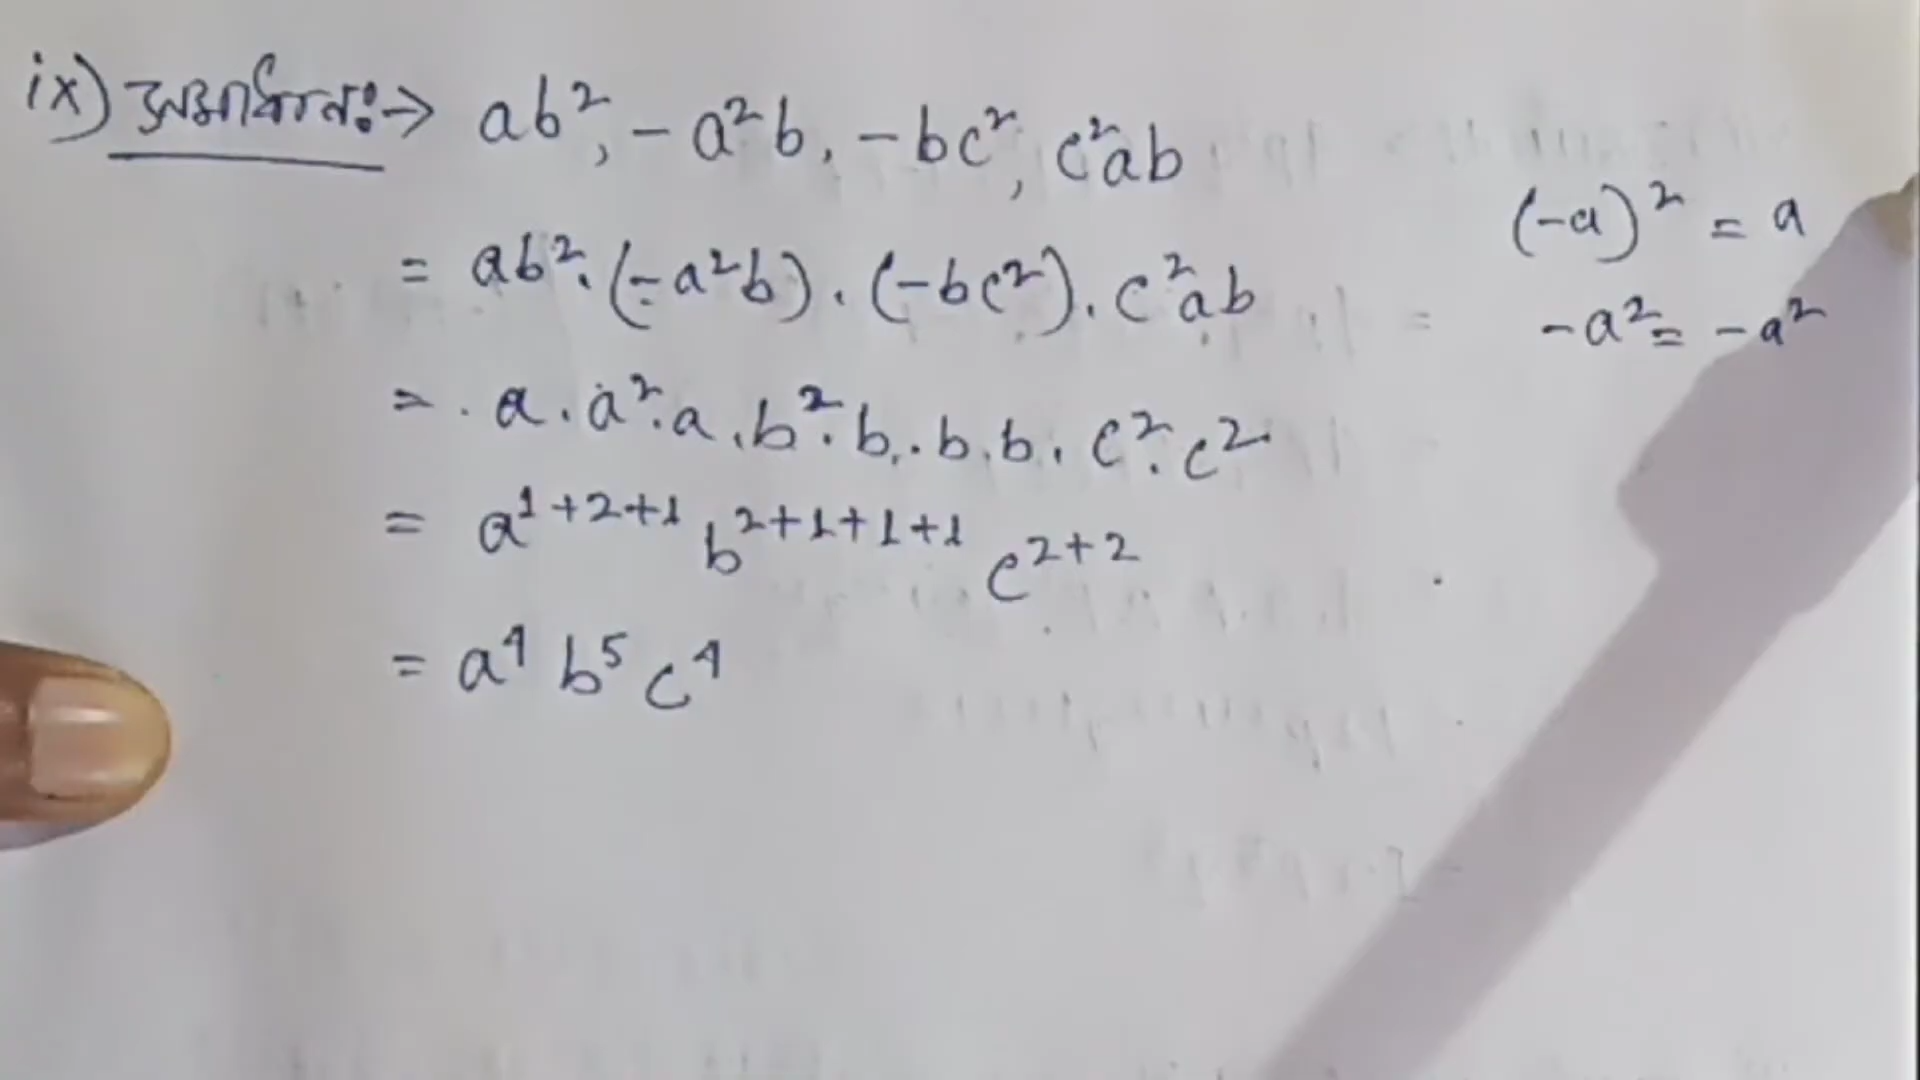 ix) সমাধান:→ ab², -a²b, -bc², c²ab
= ab².(-a²b).(-bc²).c²ab
= .a.a².a.b².b.b.b.c².c²
= a¹⁺²⁺¹ b²⁺¹⁺¹⁺¹ c²⁺²
= a⁴ b⁵ c⁴
(-a)² = a
-a² = -a²